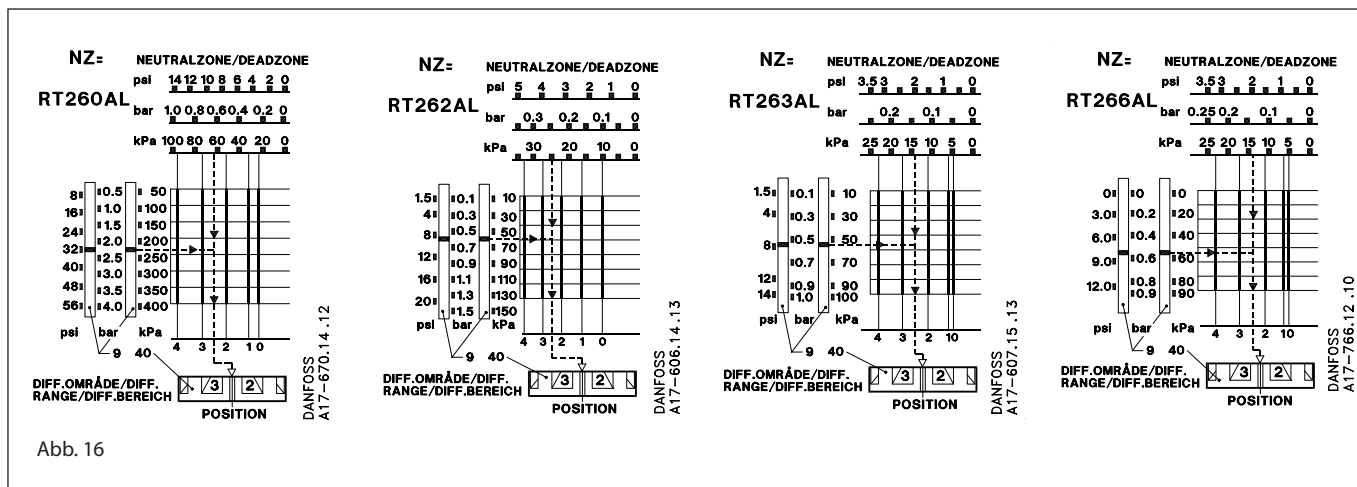 NZ= NEUTRALZONE/DEADZONE
RT260AL
psi 14 12 10 8 6 4 2 0
bar 1.0 0.8 0.6 0.4 0.2 0
kPa 100 80 60 40 20 0
8 0.5 50
16 1.0 100
1.5 150
24 2.0 200
32 2.5 250
40 3.0 300
48 3.5 350
56 4.0 400
psi bar kPa
4 3 2 1 0
9 40
DIFF.OMRÅDE/DIFF.
RANGE/DIFF.BEREICH
3 2
POSITION
DANFOSS
A17-670.14.12
NZ= NEUTRALZONE/DEADZONE
RT262AL
psi 5 4 3 2 1 0
bar 0.3 0.2 0.1 0
kPa 30 20 10 0
1.5 0.1 10
4 0.3 30
8 0.5 50
0.7 70
12 0.9 90
16 1.1 110
20 1.3 130
1.5 150
psi bar kPa
4 3 2 1 0
9 40
DIFF.OMRÅDE/DIFF.
RANGE/DIFF.BEREICH
3 2
POSITION
DANFOSS
A17-606.14.13
NZ= NEUTRALZONE/DEADZONE
RT263AL
psi 3.5 3 2 1 0
bar 0.2 0.1 0
kPa 25 20 15 10 5 0
1.5 0.1 10
4 0.3 30
8 0.5 50
0.7 70
12 0.9 90
14 1.0 100
psi bar kPa
4 3 2 1 0
9 40
DIFF.OMRÅDE/DIFF.
RANGE/DIFF.BEREICH
3 2
POSITION
DANFOSS
A17-607.15.13
NZ= NEUTRALZONE/DEADZONE
RT266AL
psi 3.5 3 2 1 0
bar 0.25 0.2 0.1 0
kPa 25 20 15 10 5 0
0 0 0
3.0 0.2 20
6.0 0.4 40
9.0 0.6 60
12.0 0.8 80
0.9 90
psi bar kPa
4 3 2 1 0
9 40
DIFF.OMRÅDE/DIFF.
RANGE/DIFF.BEREICH
3 2
POSITION
DANFOSS
A17-766.12.10
Abb. 16